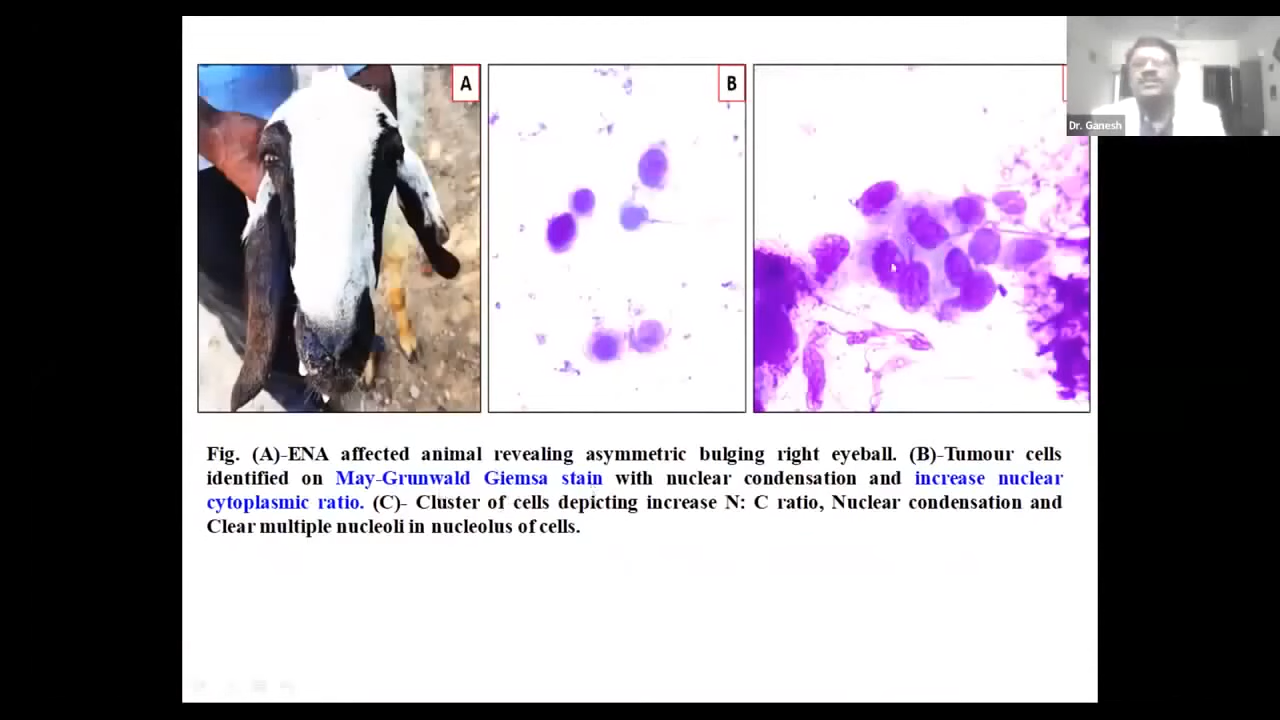 A
B
Dr. Ganesh
Fig. (A)-ENA affected animal revealing asymmetric bulging right eyeball. (B)-Tumour cells
identified on May-Grunwald Giemsa stain with nuclear condensation and increase nuclear
cytoplasmic ratio. (C)- Cluster of cells depicting increase N: C ratio, Nuclear condensation and
Clear multiple nucleoli in nucleolus of cells.